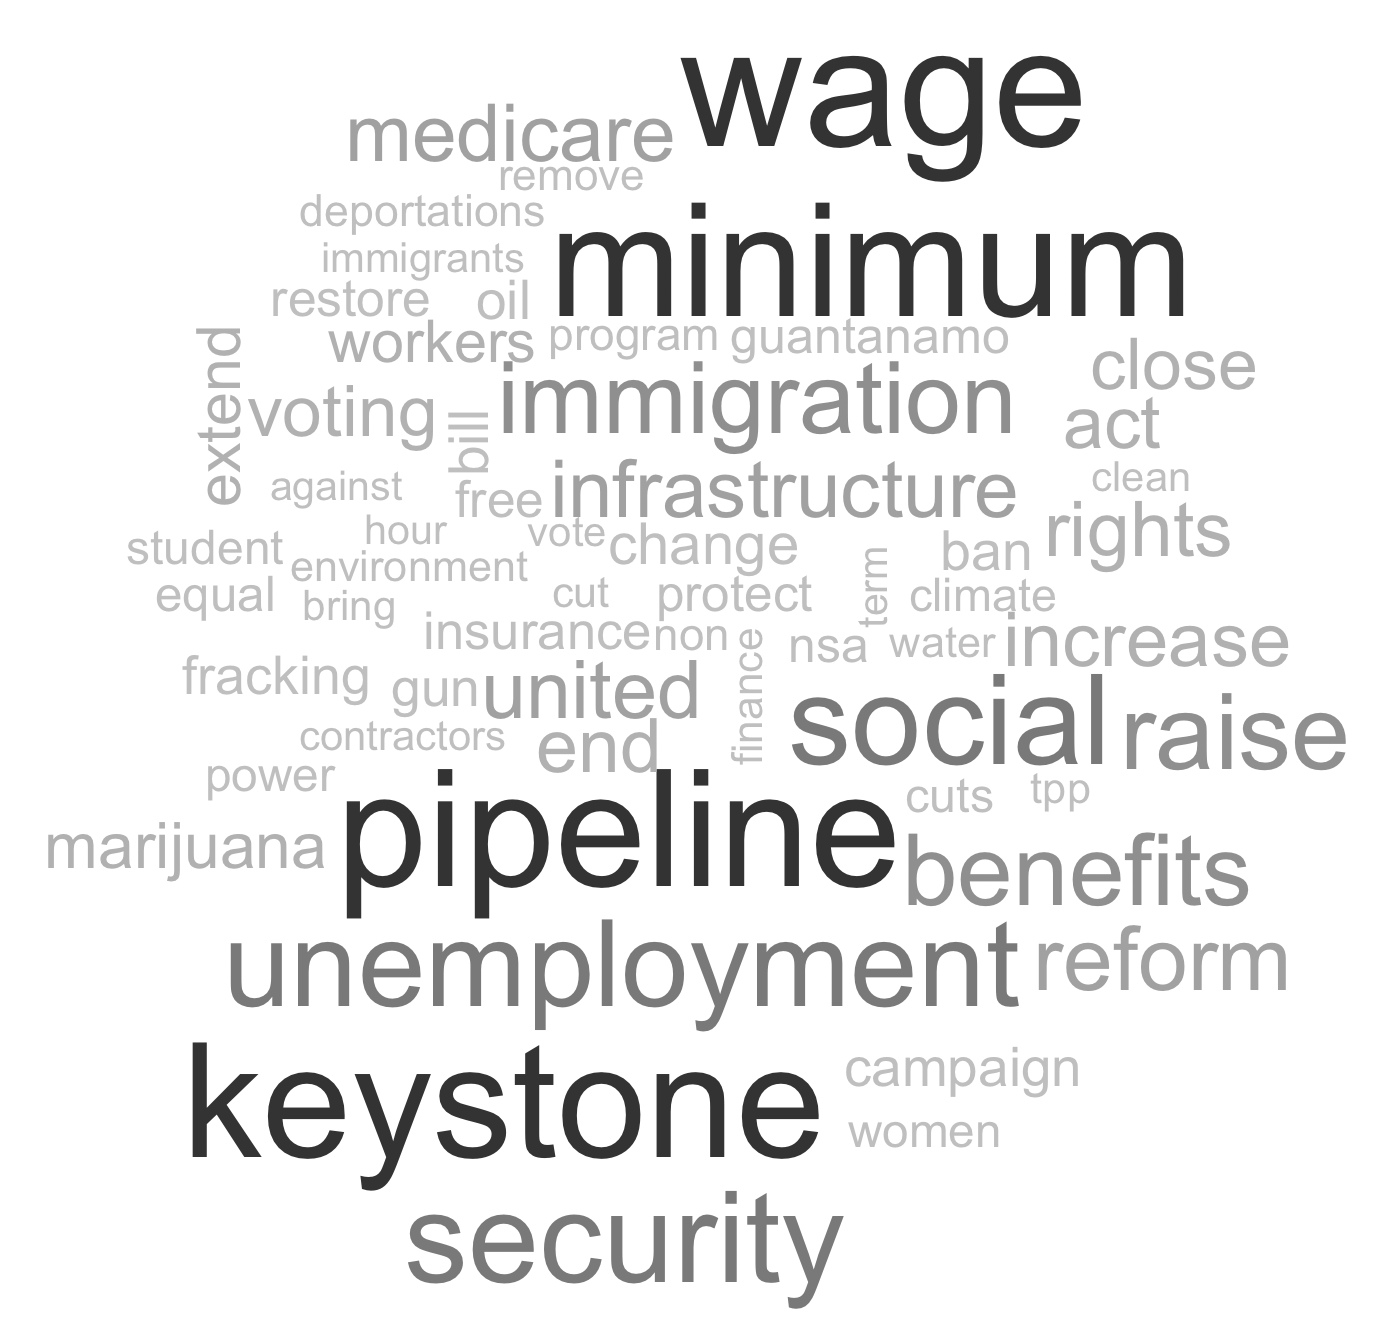 wage
medicare
remove
deportations
minimum
immigrants
restore oil
workers program guantanamo
close
extend
voting
bill
immigration
act
against
free
infrastructure
clean
hour
vote
change
ban
rights
student
environment
term
equal
bring
cut
protect
climate
insurance
non
nsa
water
increase
fracking
gun
united
finance
social
raise
contractors
end
power
pipeline
cuts
tpp
marijuana
benefits
unemployment
reform
keystone
campaign
women
security